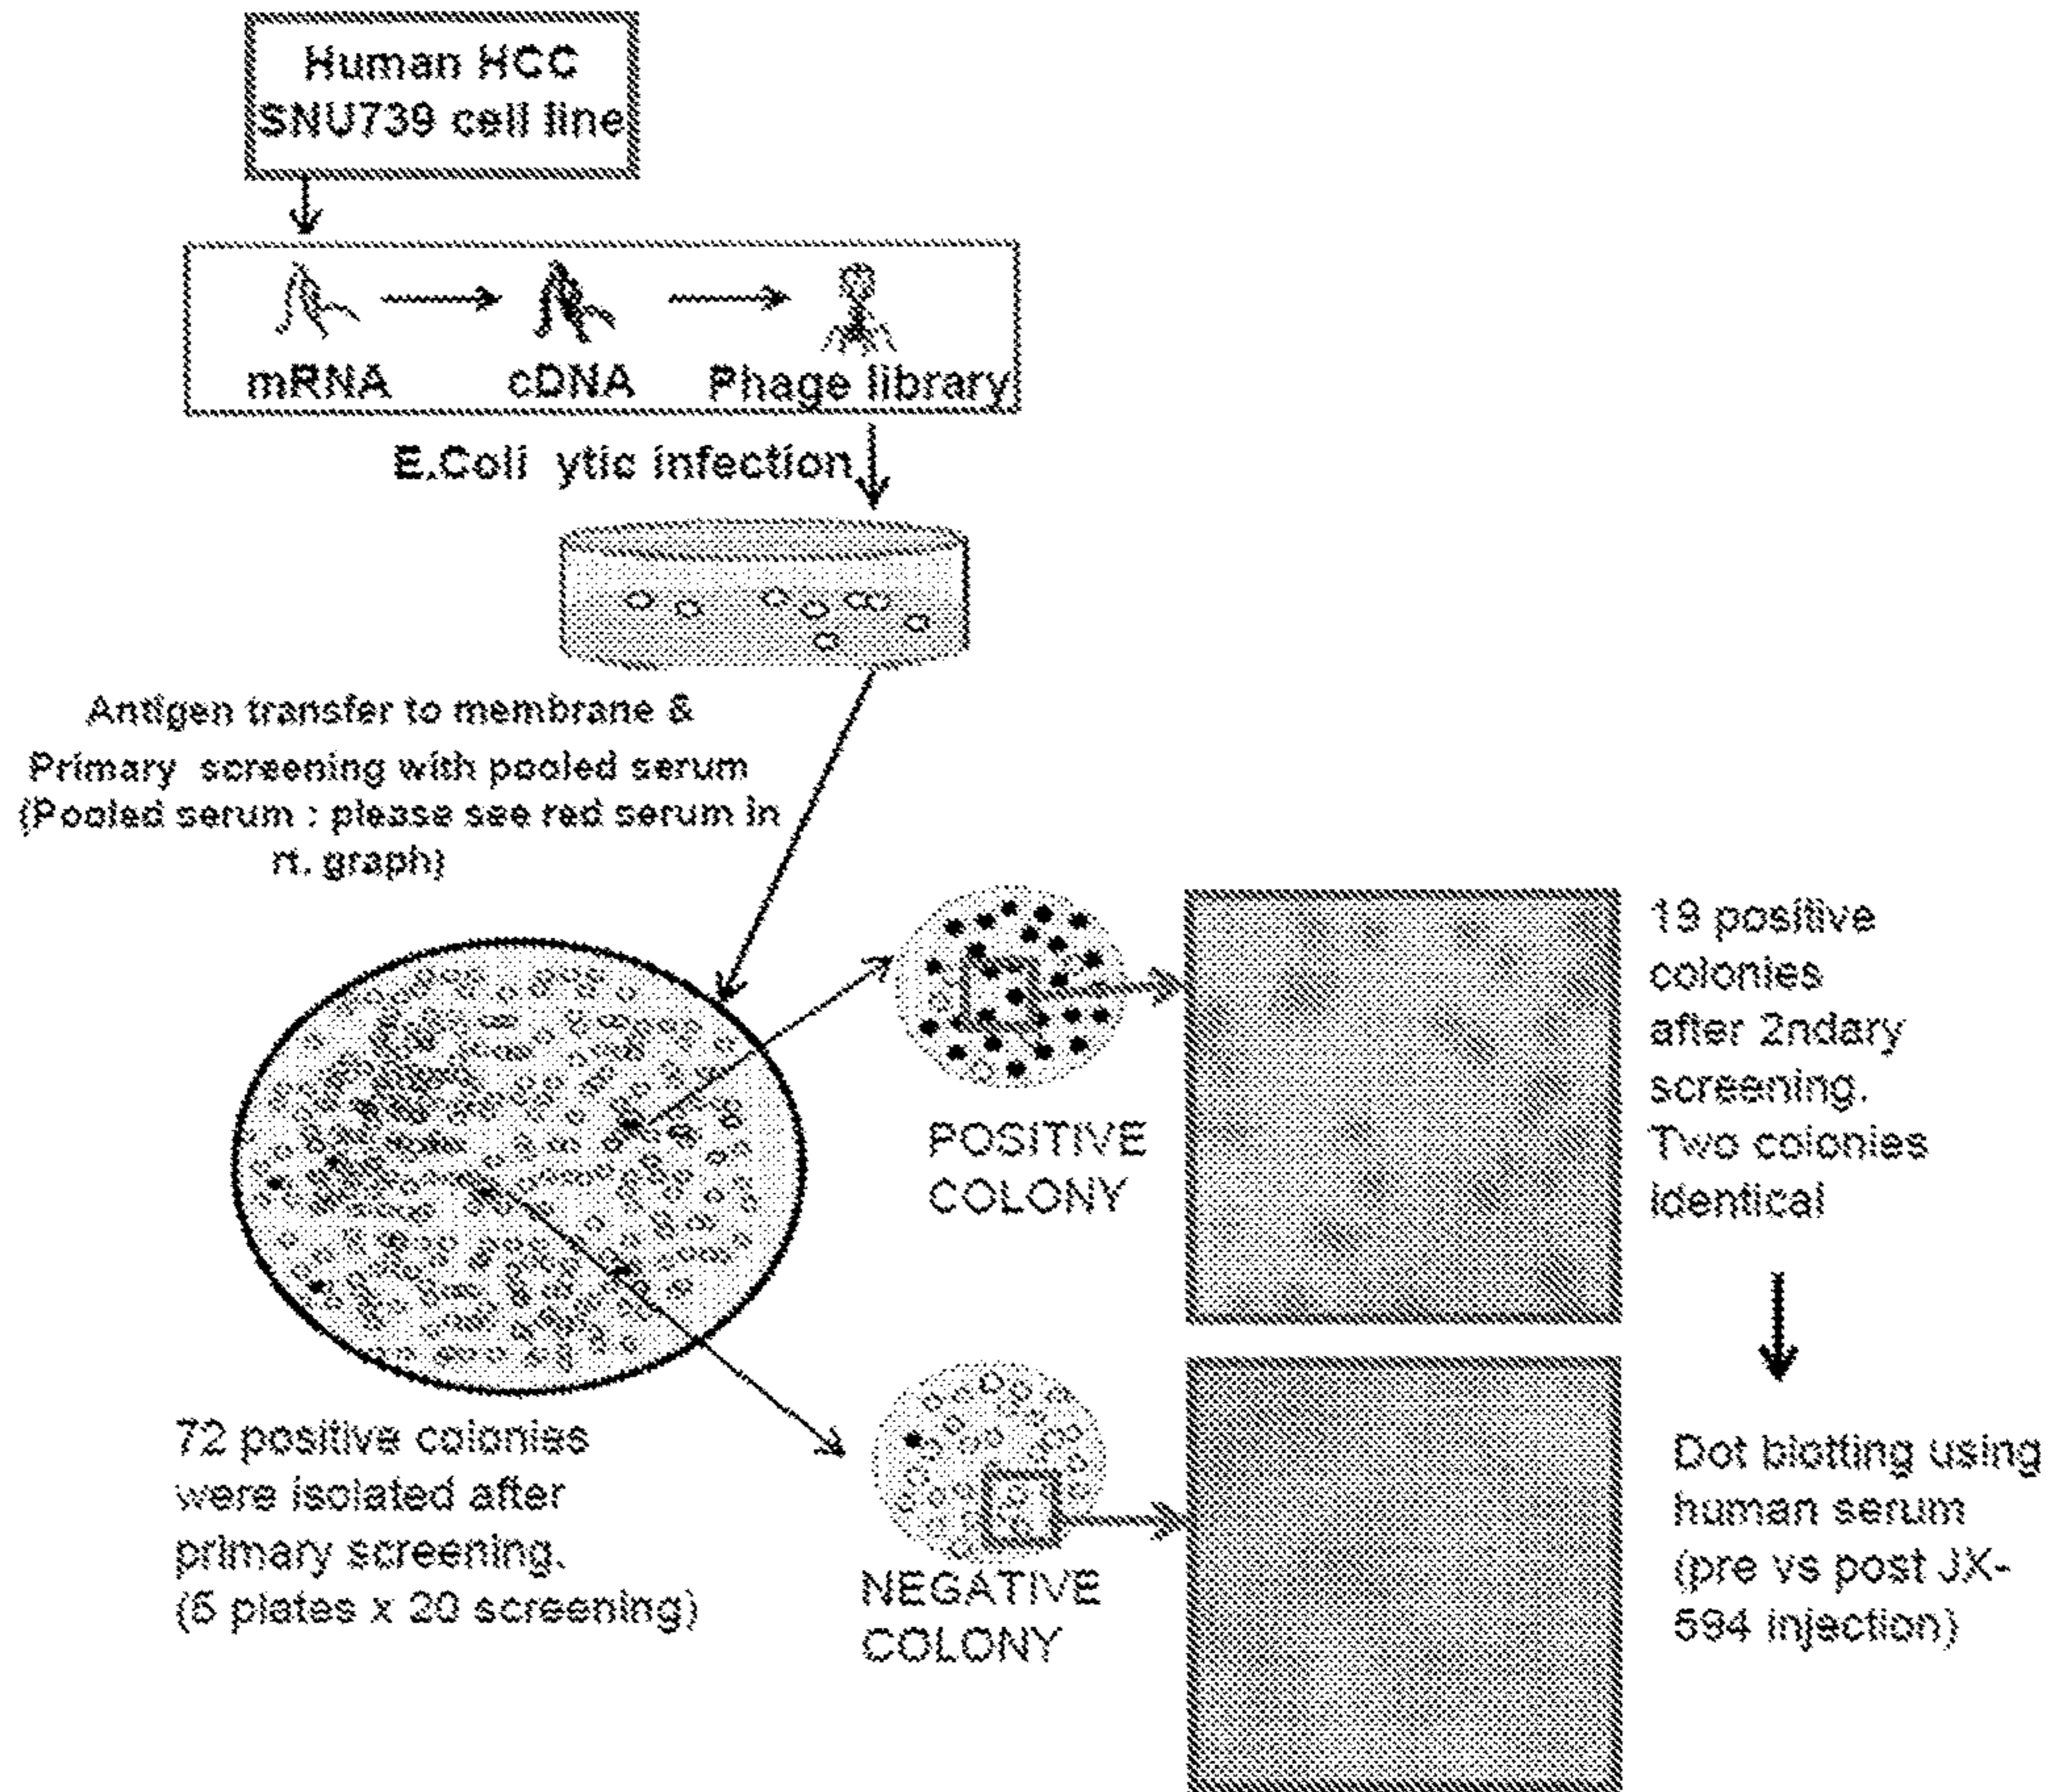 Human HCC
SNU739 cell line
mRNA
cDNA
Phage library
E.Coli ytic infection
Antigen transfer to membrane &
Primary screening with pooled serum
(Pooled serum : please see red serum in
rt. graph)
POSITIVE
COLONY
19 positive
colonies
after 2ndary
screening.
Two colonies
identical
72 positive colonies
were isolated after
primary screening.
(5 plates x 20 screening)
NEGATIVE
COLONY
Dot blotting using
human serum
(pre vs post JX-
594 injection)